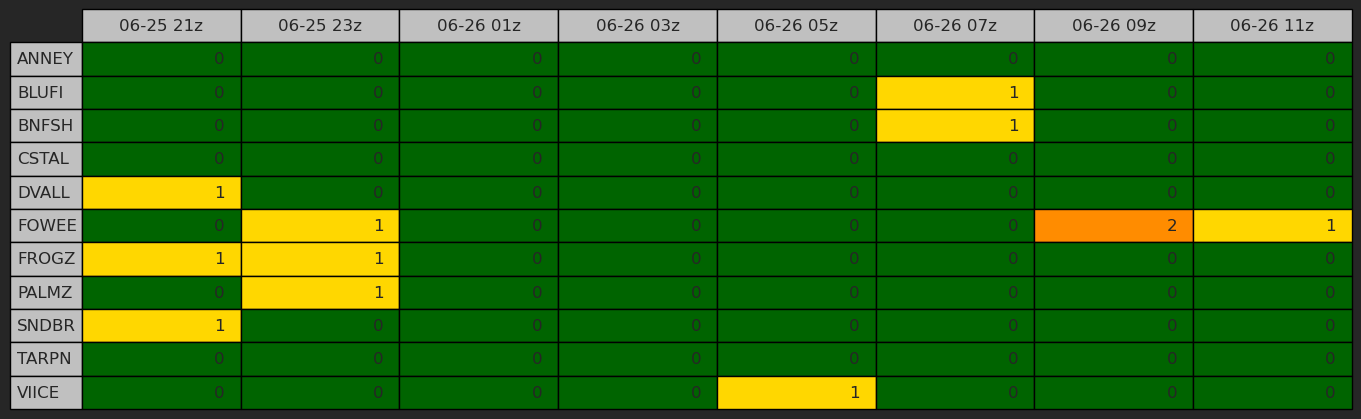 06-25 21z 06-25 23z 06-26 01z 06-26 03z 06-26 05z 06-26 07z 06-26 09z 06-26 11z
ANNEY 0 0 0 0 0 0 0 0
BLUFI 0 0 0 0 0 1 0 0
BNFSH 0 0 0 0 0 1 0 0
CSTAL 0 0 0 0 0 0 0 0
DVALL 1 0 0 0 0 0 0 0
FOWEE 0 1 0 0 0 0 2 1
FROGZ 1 1 0 0 0 0 0 0
PALMZ 0 1 0 0 0 0 0 0
SNDBR 1 0 0 0 0 0 0 0
TARPN 0 0 0 0 0 0 0 0
VIICE 0 0 0 0 1 0 0 0